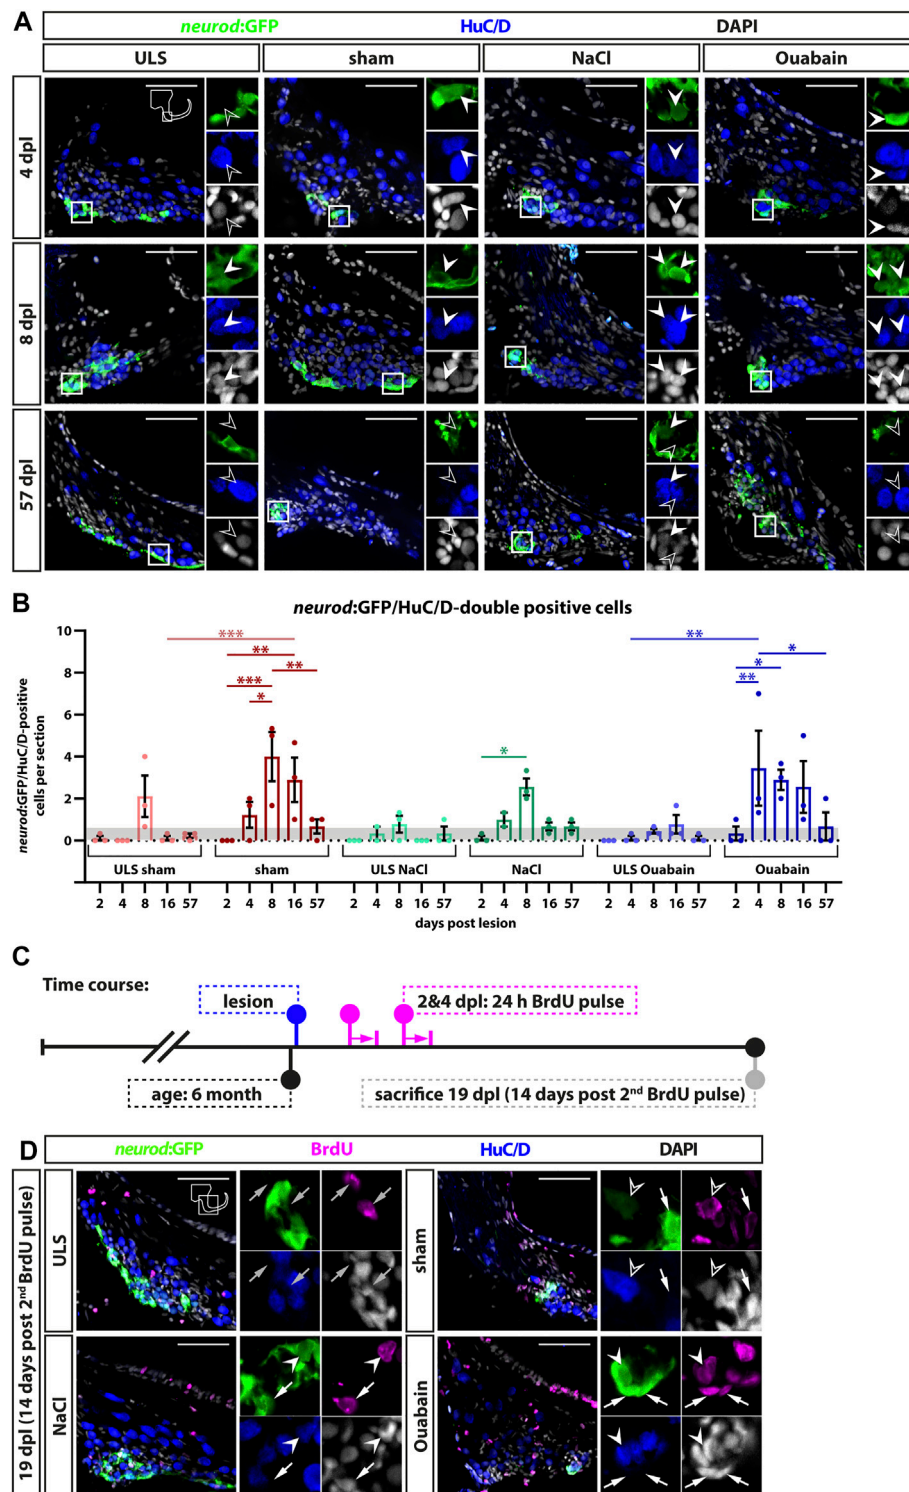 A
neurod:GFP HuC/D DAPI
ULS sham NaCl Ouabain
4 dpl
8 dpl
57 dpl
B
neurod:GFP/HuC/D-double positive cells
neurod:GFP/HuC/D-positive
cells per section
10
8
6
4
2
0
*** ** ** *** * * ** * * **
ULS sham sham ULS NaCl NaCl ULS Ouabain Ouabain
2 4 8 16 57 2 4 8 16 57 2 4 8 16 57 2 4 8 16 57 2 4 8 16 57 2 4 8 16 57
days post lesion
C
Time course:
lesion
2&4 dpl: 24 h BrdU pulse
age: 6 month
sacrifice 19 dpl (14 days post 2nd BrdU pulse)
D
neurod:GFP BrdU HuC/D DAPI
19 dpl (14 days post 2nd BrdU pulse)
ULS
sham
NaCl
Ouabain